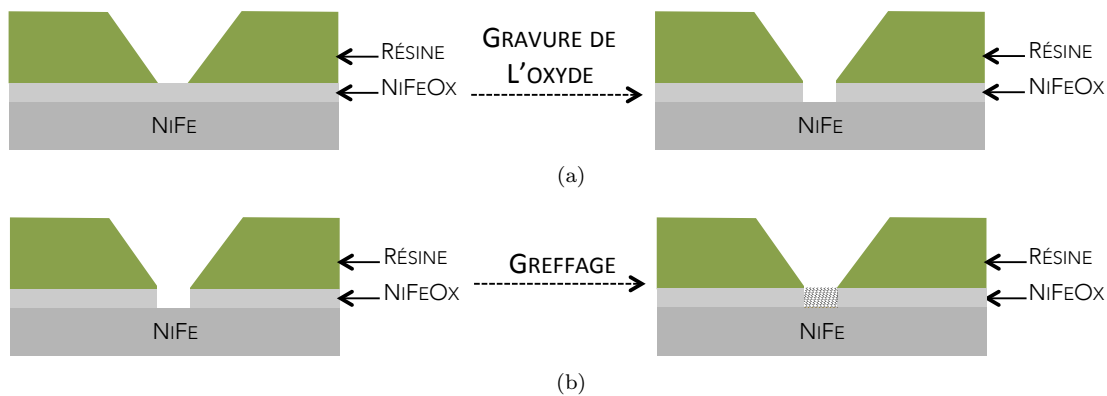 GRAVURE DE
L'OXYDE
RÉSINE
NIFEOX
NIFE
RÉSINE
NIFEOX
NIFE
(a)
GREFFAGE
RÉSINE
NIFEOX
NIFE
RÉSINE
NIFEOX
NIFE
(b)